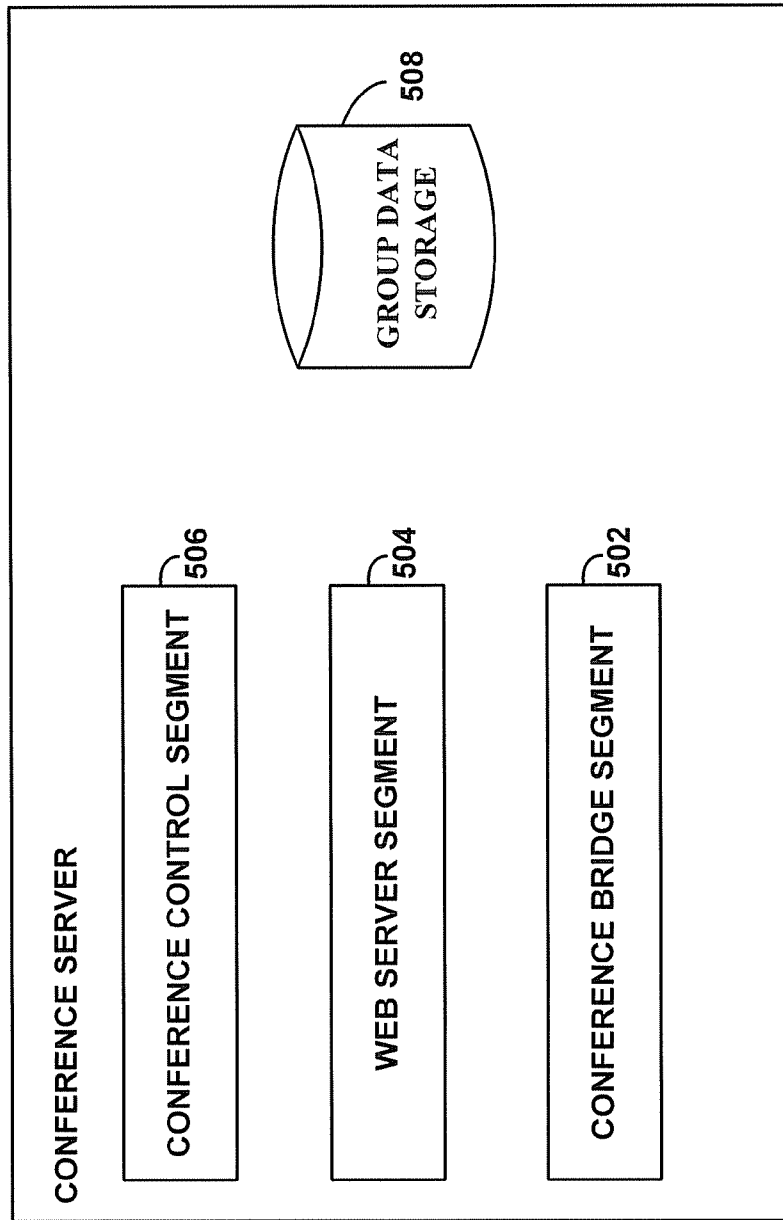 CONFERENCE SERVER
CONFERENCE CONTROL SEGMENT
506
WEB SERVER SEGMENT
504
CONFERENCE BRIDGE SEGMENT
502
GROUP DATA
STORAGE
508